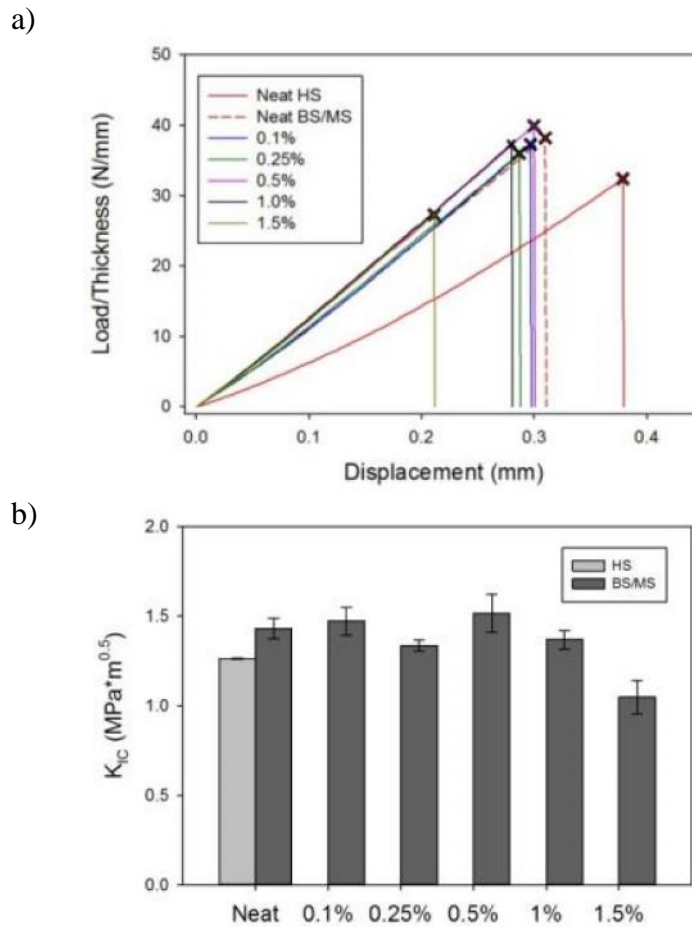 a)
50
40
30
20
10
0
Load/Thickness (N/mm)
Neat HS
Neat BS/MS
0.1%
0.25%
0.5%
1.0%
1.5%
0.0 0.1 0.2 0.3 0.4
Displacement (mm)
b)
2.0
1.5
1.0
0.5
0.0
K_IC (MPa*m^0.5)
HS
BS/MS
Neat 0.1% 0.25% 0.5% 1% 1.5%